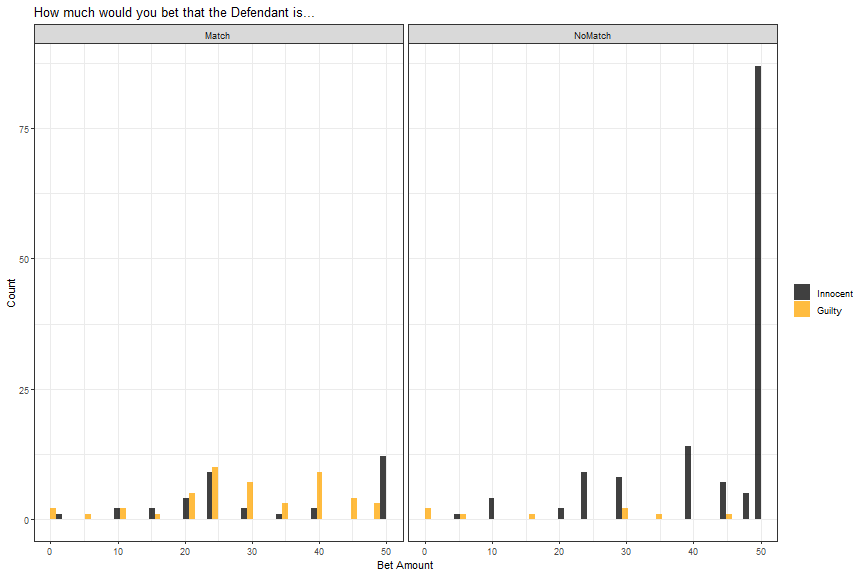 How much would you bet that the Defendant is...
Match
NoMatch
75
50
25
0
Count
0 10 20 30 40 50
0 10 20 30 40 50
Bet Amount
Innocent
Guilty